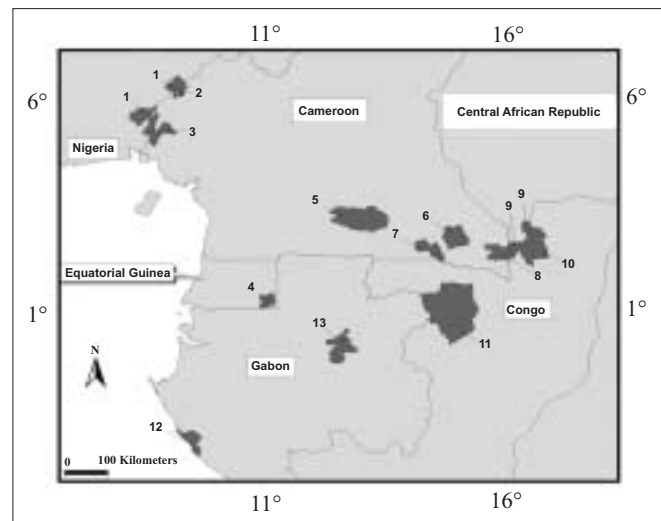 11° 16°
6° 6°
1 1 2
Cameroon
Central African Republic
1 3
Nigeria
9
5 6 9
7
Equatorial Guinea
8 10
4
1° 1°
13 Congo
N
Gabon 11
12
0 100 Kilometers
11° 16°